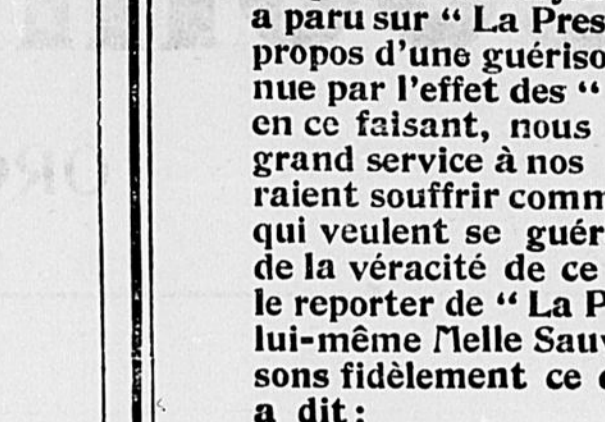 a paru sur “ La Pres
propos d'une guériso
nue par l'effet des “
en ce faisant, nous
grand service à nos
raient souffrir comm
qui veulent se guér
de la véracité de ce
le reporter de “ La P
lui-même Melle Sauv
sons fidèlement ce
a dit :